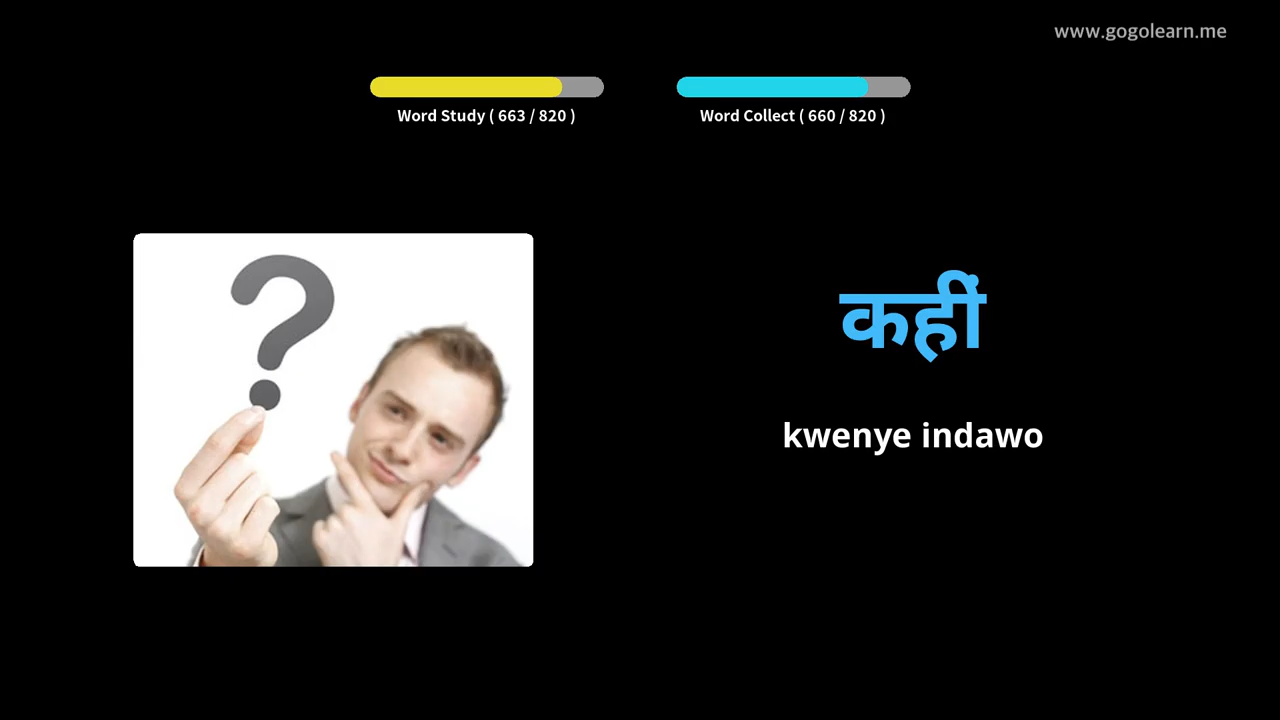 www.gogolearn.me
Word Study ( 663 / 820 )
Word Collect ( 660 / 820 )
कहीं
kwenye indawo